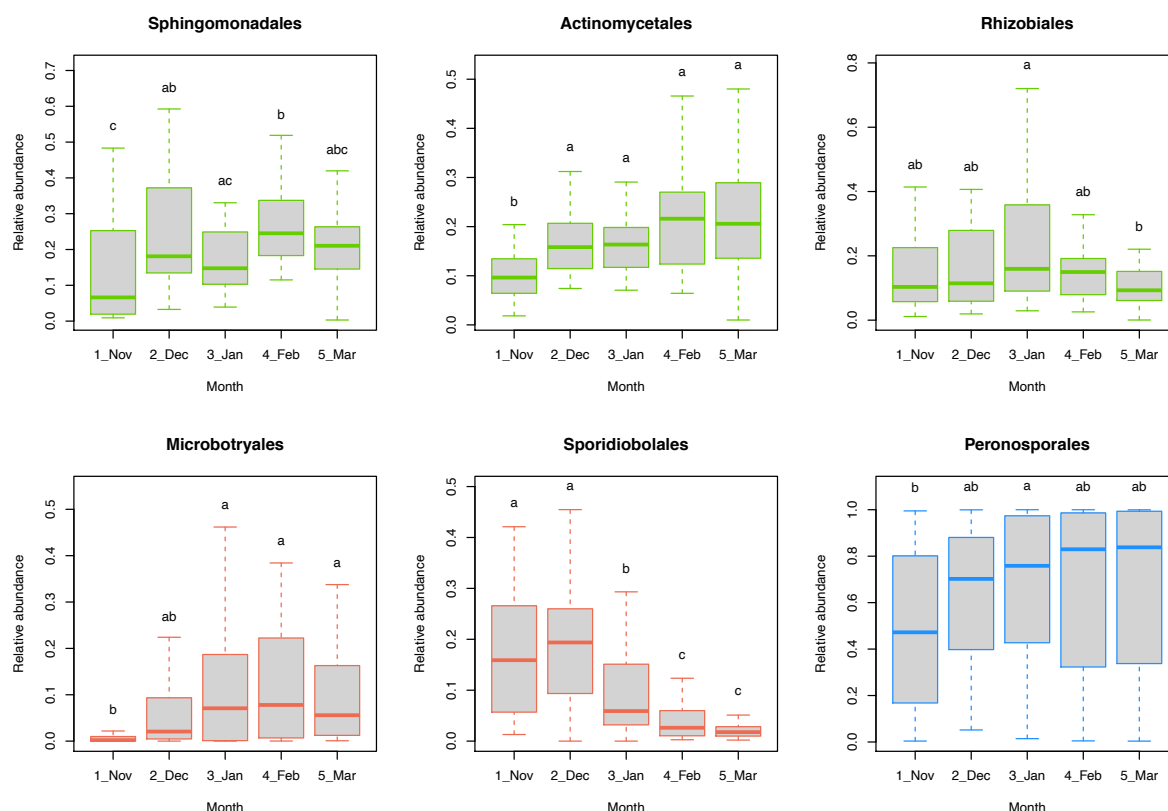 Sphingomonadales
Relative abundance
0.0 0.1 0.2 0.3 0.4 0.5 0.6 0.7
c ab ac b abc
1_Nov 2_Dec 3_Jan 4_Feb 5_Mar
Month
Actinomycetales
Relative abundance
0.0 0.1 0.2 0.3 0.4 0.5
b a a a a
1_Nov 2_Dec 3_Jan 4_Feb 5_Mar
Month
Rhizobiales
Relative abundance
0.0 0.2 0.4 0.6 0.8
ab ab a ab b
1_Nov 2_Dec 3_Jan 4_Feb 5_Mar
Month
Microbotryales
Relative abundance
0.0 0.1 0.2 0.3 0.4 0.5
b ab a a a
1_Nov 2_Dec 3_Jan 4_Feb 5_Mar
Month
Sporidiobolales
Relative abundance
0.0 0.1 0.2 0.3 0.4 0.5
a a b c c
1_Nov 2_Dec 3_Jan 4_Feb 5_Mar
Month
Peronosporales
Relative abundance
0.0 0.2 0.4 0.6 0.8 1.0
b ab a ab ab
1_Nov 2_Dec 3_Jan 4_Feb 5_Mar
Month